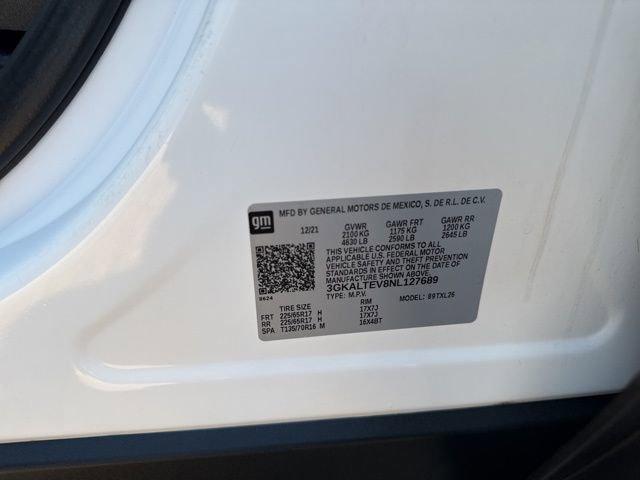 gm
MFD BY GENERAL MOTORS DE MEXICO, S. DE R.L. DE C.V.
12/21 GVWR GAWR FRT GAWR RR
2100 KG 1175 KG 1200 KG
4630 LB 2590 LB 2645 LB
THIS VEHICLE CONFORMS TO ALL
APPLICABLE U.S. FEDERAL MOTOR
VEHICLE SAFETY, BUMPER, AND THEFT
PREVENTION STANDARDS IN EFFECT ON
THE DATE OF MANUFACTURE SHOWN ABOVE.
3GKALTEV8NL127689
8624
TYPE: M.P.V. MODEL: 89TXL26
TIRE SIZE RIM
FRT 225/65R17 H 17X7J
RR 225/65R17 H 17X7J
SPA T135/70R16 M 16X4BT